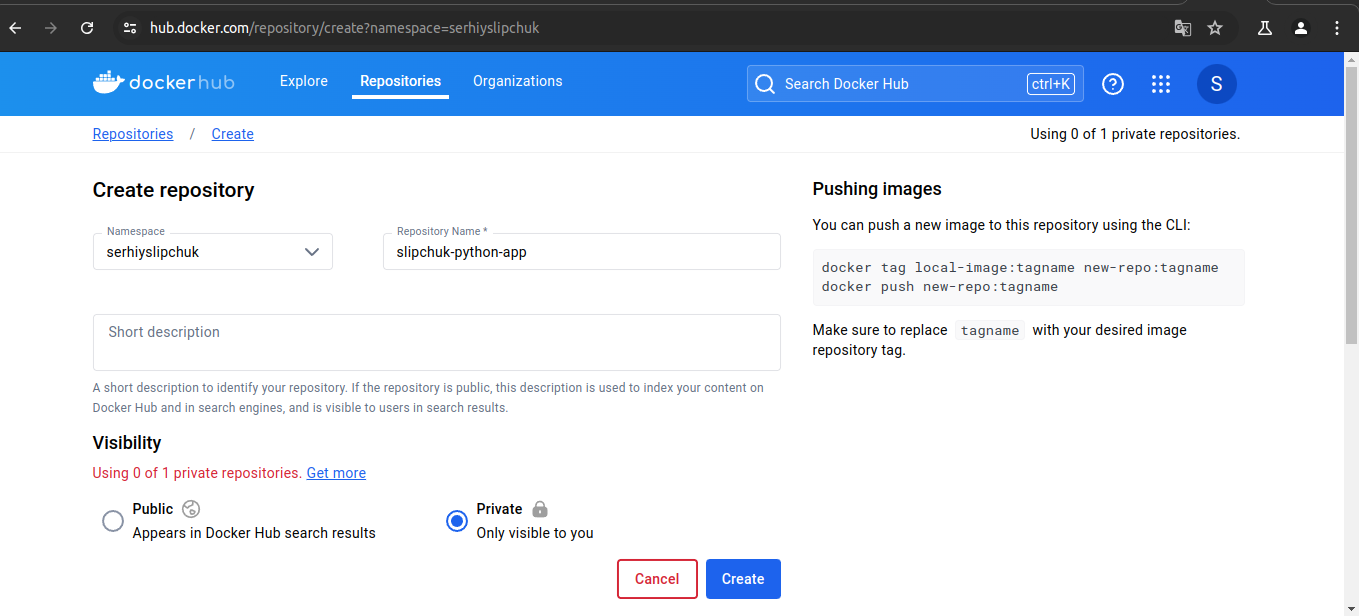 hub.docker.com/repository/create?namespace=serhiyslipchuk
dockerhub Explore Repositories Organizations Search Docker Hub ctrl+K ? S
Repositories / Create Using 0 of 1 private repositories.
Create repository
Namespace
serhiyslipchuk
Repository Name *
slipchuk-python-app
Short description
A short description to identify your repository. If the repository is public, this description is used to index your content on
Docker Hub and in search engines, and is visible to users in search results.
Visibility
Using 0 of 1 private repositories. Get more
Public
Appears in Docker Hub search results
Private
Only visible to you
Cancel Create
Pushing images
You can push a new image to this repository using the CLI:
docker tag local-image:tagname new-repo:tagname
docker push new-repo:tagname
Make sure to replace tagname with your desired image
repository tag.